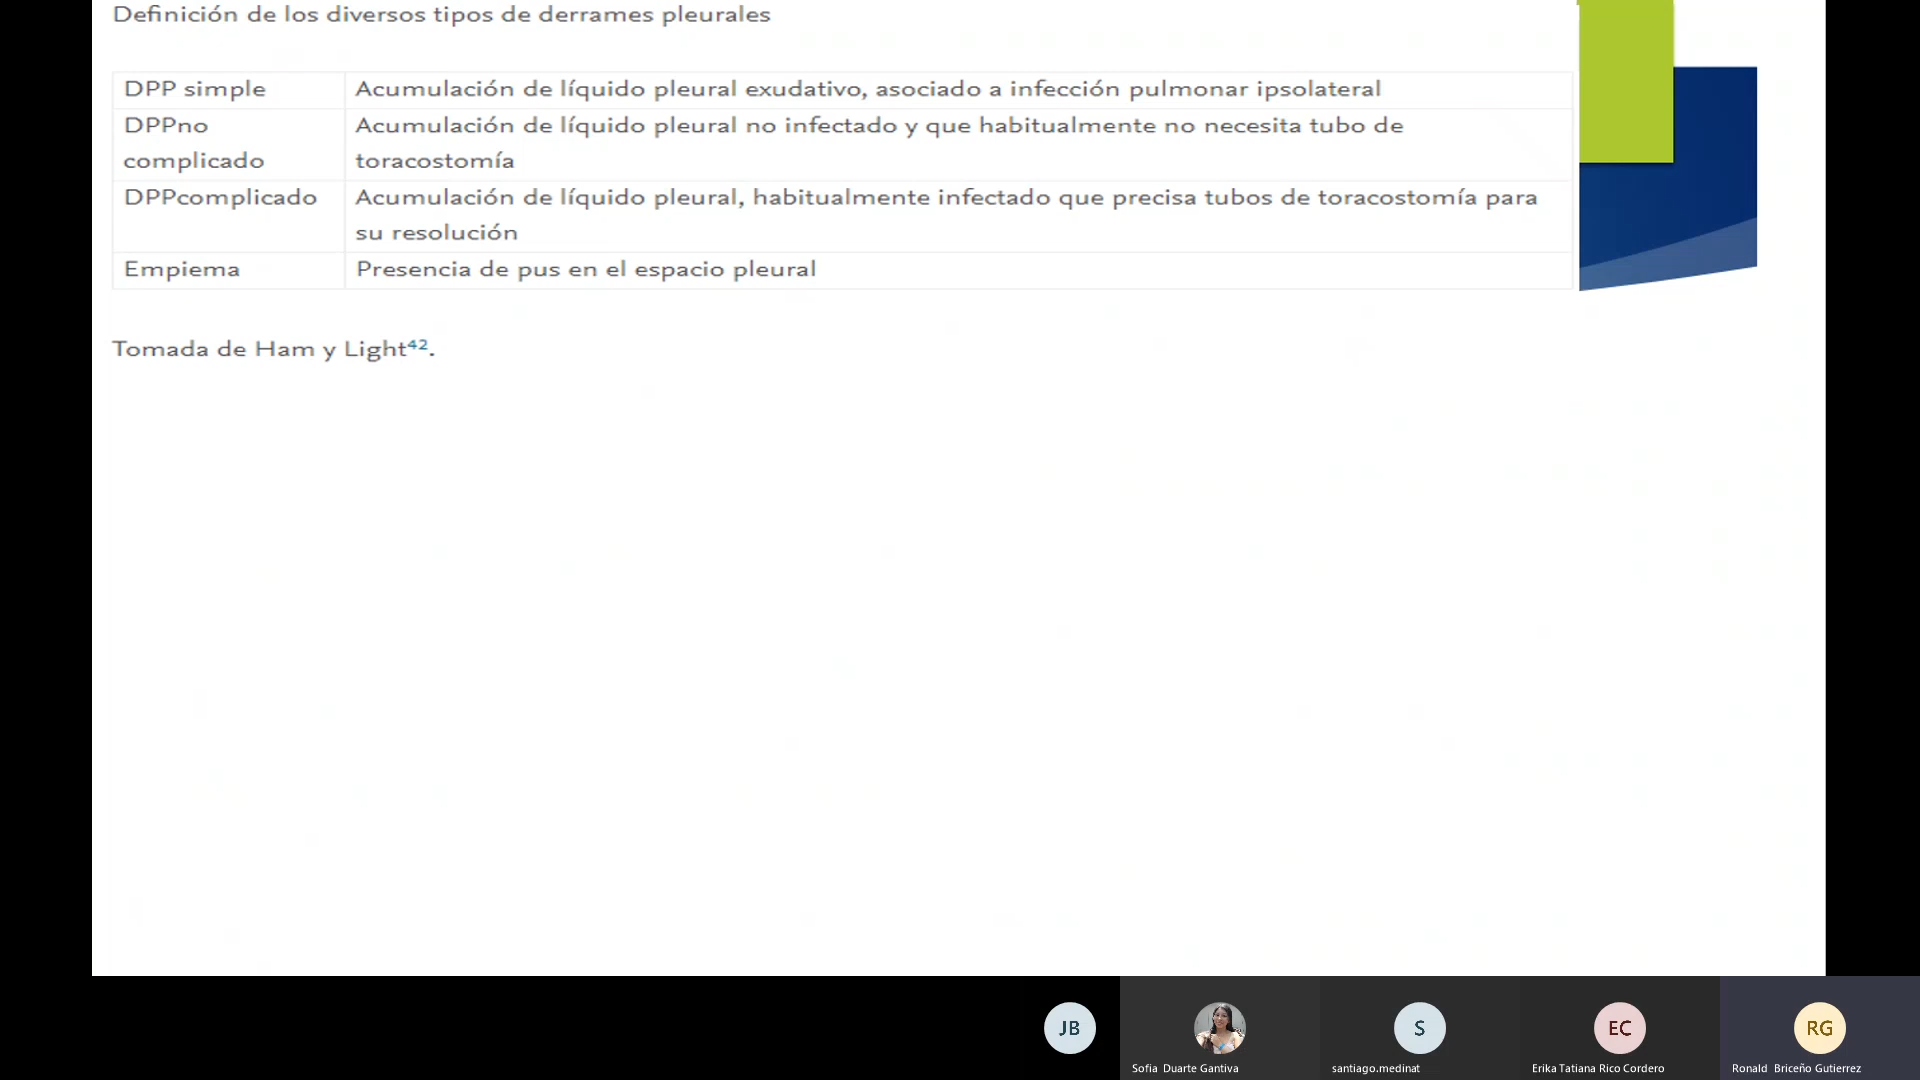 Definición de los diversos tipos de derrames pleurales
DPP simple
Acumulación de líquido pleural exudativo, asociado a infección pulmonar ipsolateral
DPPno
complicado
Acumulación de líquido pleural no infectado y que habitualmente no necesita tubo de
toracostomía
DPPcomplicado
Acumulación de líquido pleural, habitualmente infectado que precisa tubos de toracostomía para
su resolución
Empiema
Presencia de pus en el espacio pleural
Tomada de Ham y Light42.
JB
S
EC
RG
Sofia Duarte Gantiva
santiago.medinat
Erika Tatiana Rico Cordero
Ronald Briceño Gutierrez